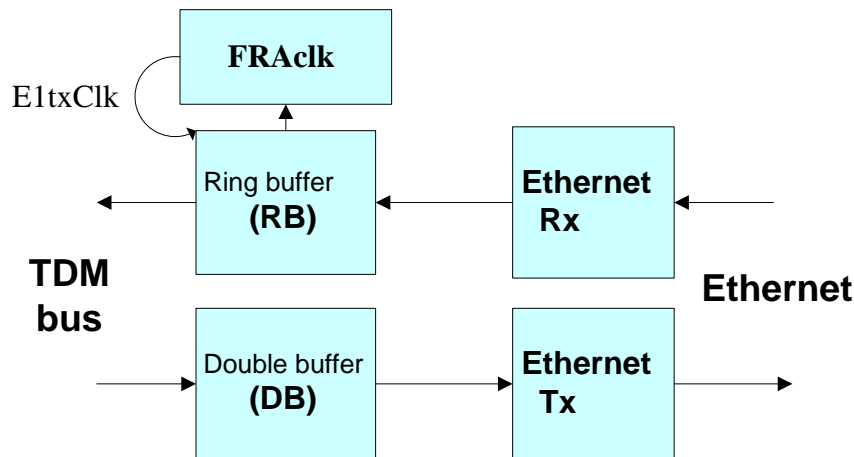 FRAclk
E1txClk
Ring buffer
(RB)
Ethernet
Rx
TDM
bus
Ethernet
Double buffer
(DB)
Ethernet
Tx